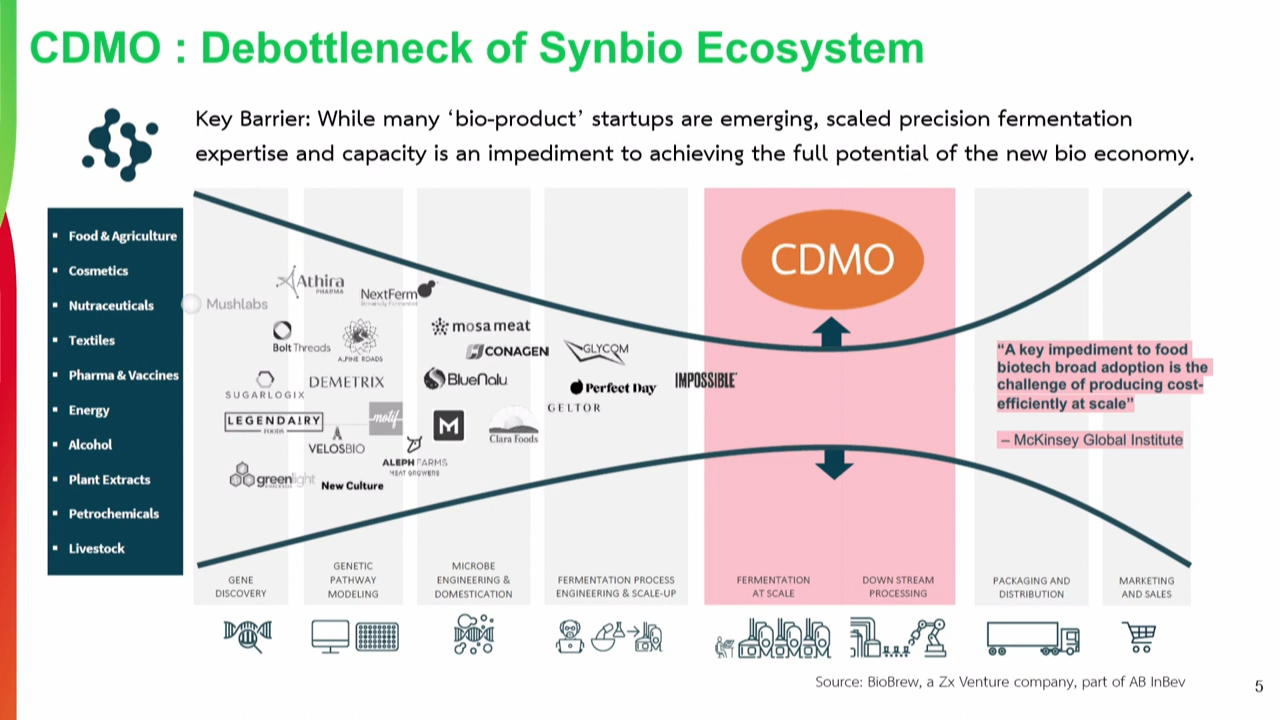 CDMO : Debottleneck of Synbio Ecosystem
Key Barrier: While many ‘bio-product’ startups are emerging, scaled precision fermentation
expertise and capacity is an impediment to achieving the full potential of the new bio economy.
▪ Food & Agriculture
▪ Cosmetics
▪ Nutraceuticals
▪ Textiles
▪ Pharma & Vaccines
▪ Energy
▪ Alcohol
▪ Plant Extracts
▪ Petrochemicals
▪ Livestock
Mushlabs
Athira
PHARMA
NextFerm
Bolt Threads
ALPINE ROADS
mosameat
CONAGEN
GLYCOM
SUGARLOGIX
DEMETRIX
BlueNalu
Perfect Day
IMPOSSIBLE
GELTOR
LEGENDAIRY
FOODS
motif
VELOSBIO
M
Clara Foods
ALEPH FARMS
MEAT GROWERS
greenlight
New Culture
CDMO
“A key impediment to food
biotech broad adoption is the
challenge of producing cost-
efficiently at scale”
– McKinsey Global Institute
GENE
DISCOVERY
GENETIC
PATHWAY
MODELING
MICROBE
ENGINEERING &
DOMESTICATION
FERMENTATION PROCESS
ENGINEERING & SCALE-UP
FERMENTATION
AT SCALE
DOWN STREAM
PROCESSING
PACKAGING AND
DISTRIBUTION
MARKETING
AND SALES
Source: BioBrew, a Zx Venture company, part of AB InBev
5